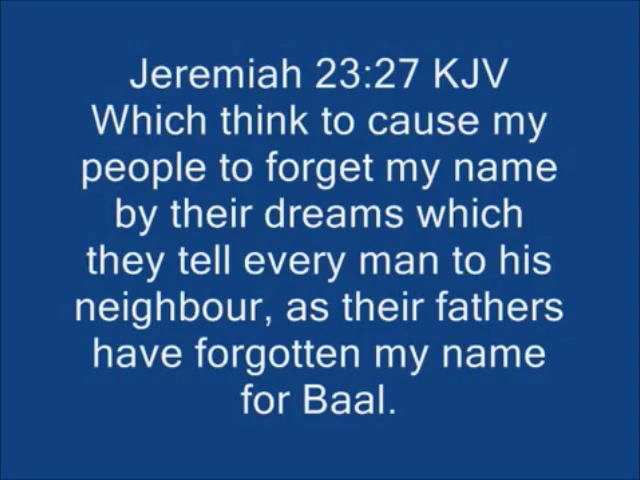 Jeremiah 23:27 KJV
Which think to cause my
people to forget my name
by their dreams which
they tell every man to his
neighbour, as their fathers
have forgotten my name
for Baal.